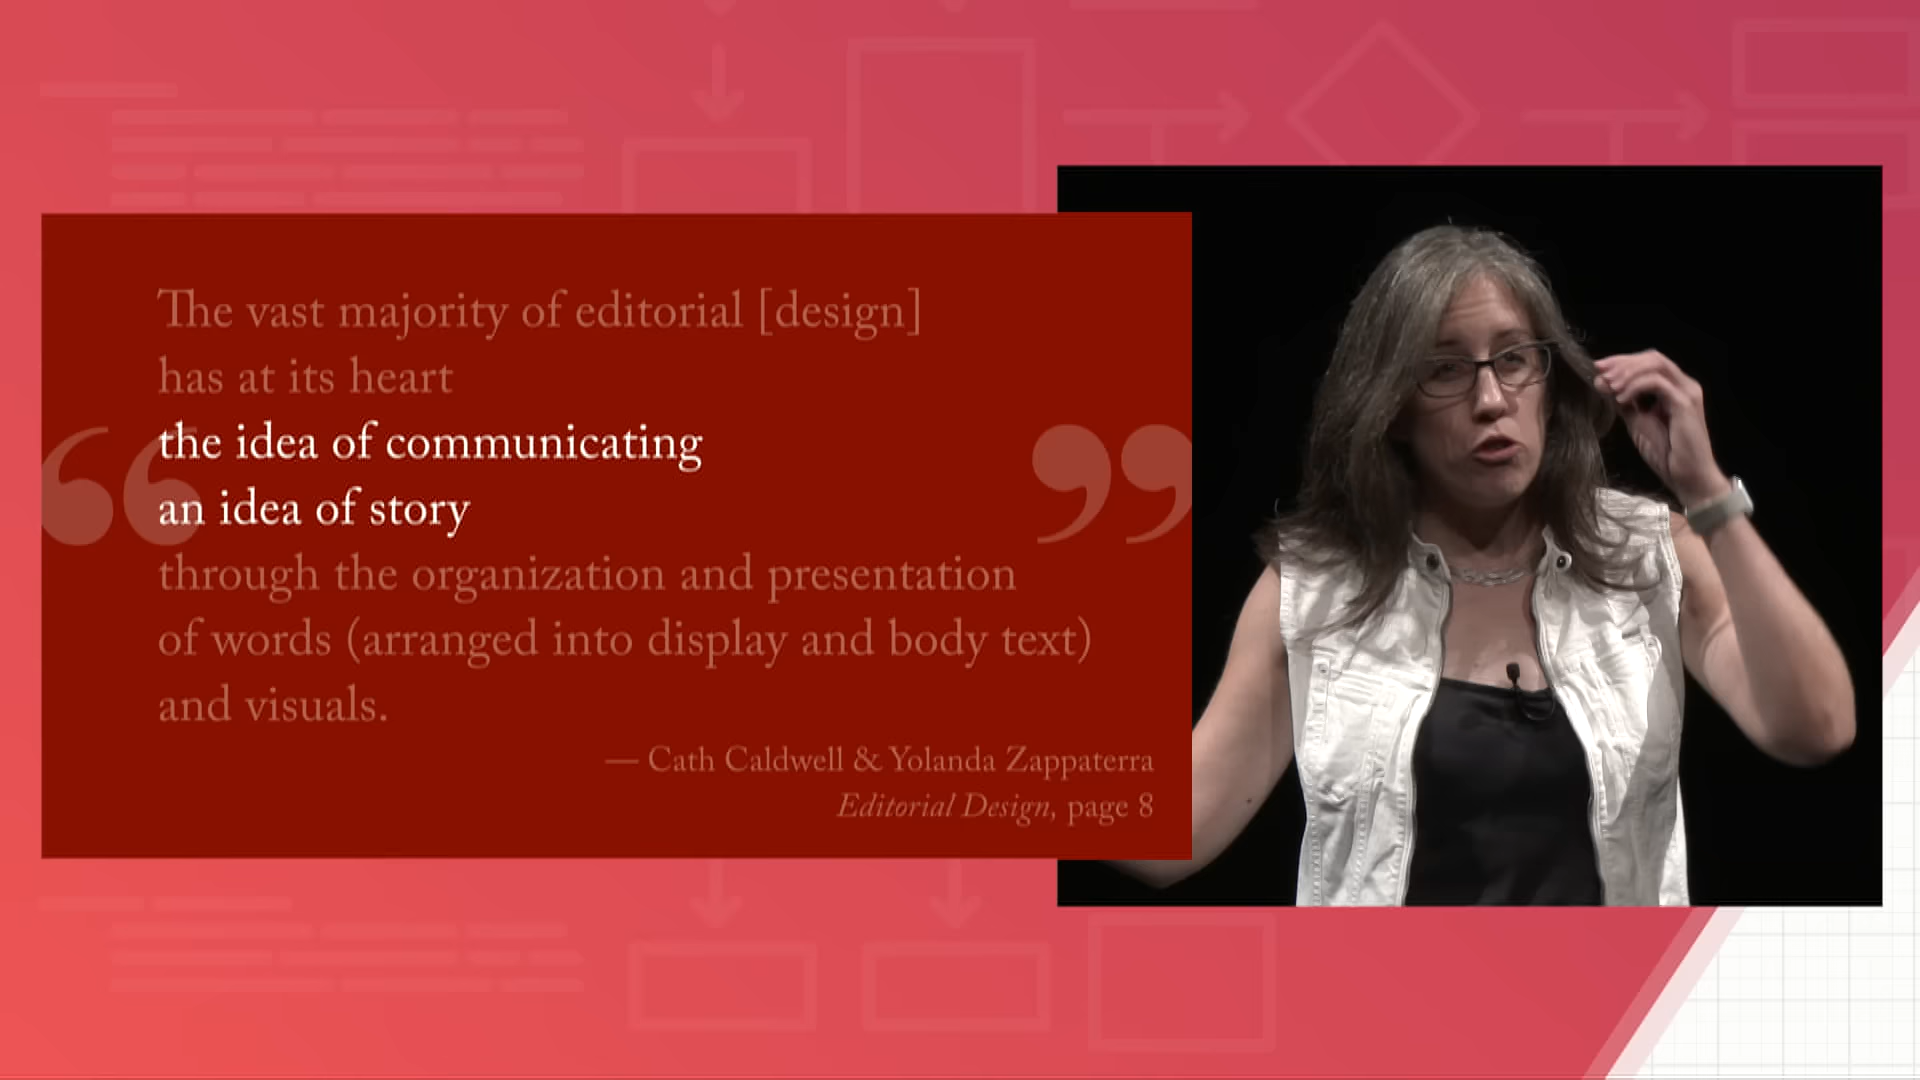 The vast majority of editorial [design]
has at its heart
the idea of communicating
an idea of story
through the organization and presentation
of words (arranged into display and body text)
and visuals.
— Cath Caldwell & Yolanda Zappaterra
Editorial Design, page 8